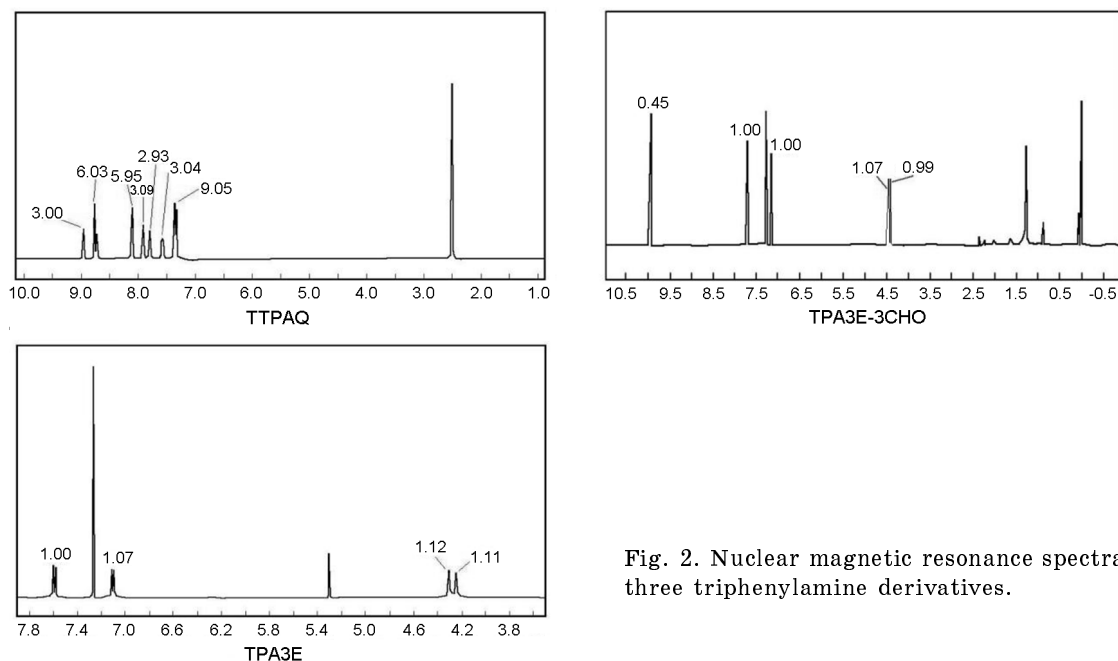 3.00
6.03
5.95
3.09
2.93
3.04
9.05
10.0 9.0 8.0 7.0 6.0 5.0 4.0 3.0 2.0 1.0
TTPAQ
0.45
1.00
1.00
1.07
0.99
10.5 9.5 8.5 7.5 6.5 5.5 4.5 3.5 2.5 1.5 0.5 -0.5
TPA3E-3CHO
1.00
1.07
1.12
1.11
7.8 7.4 7.0 6.6 6.2 5.8 5.4 5.0 4.6 4.2 3.8
TPA3E
Fig. 2. Nuclear magnetic resonance spectra
three triphenylamine derivatives.